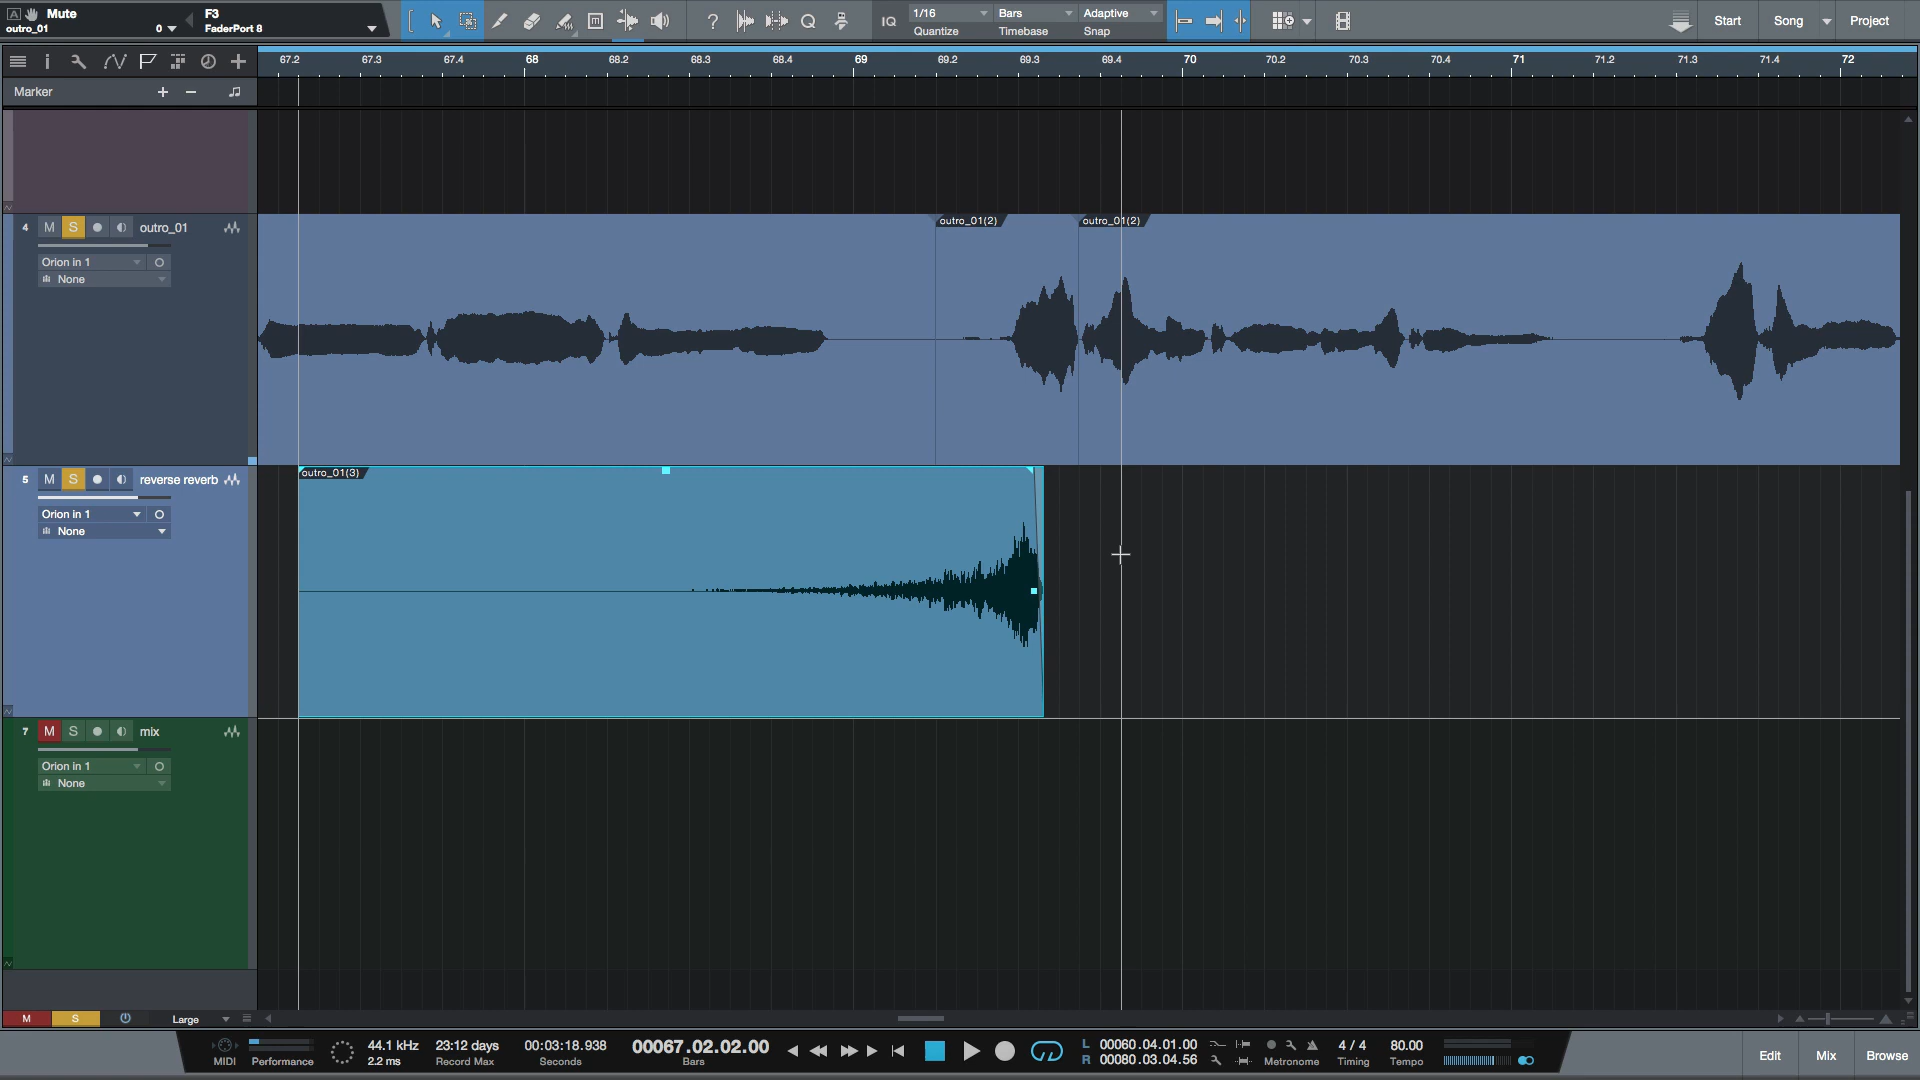 A Mute
F3
outro_01
0
FaderPort 8
IQ
1/16
Bars
Adaptive
Quantize
Timebase
Snap
Start
Song
Project
67.2
67.3
67.4
68
68.2
68.3
68.4
69
69.2
69.3
69.4
70
70.2
70.3
70.4
71
71.2
71.3
71.4
72
Marker
4 M S outro_01
Orion in 1
None
outro_01(2)
outro_01(2)
5 M S reverse reverb
Orion in 1
None
outro_01(3)
7 M S mix
Orion in 1
None
M S Large
MIDI
Performance
44.1 kHz
2.2 ms
23:12 days
Record Max
00:03:18.938
Seconds
00067.02.02.00
Bars
L 00060.04.01.00
R 00080.03.04.56
Metronome
4 / 4
Timing
80.00
Tempo
Edit
Mix
Browse